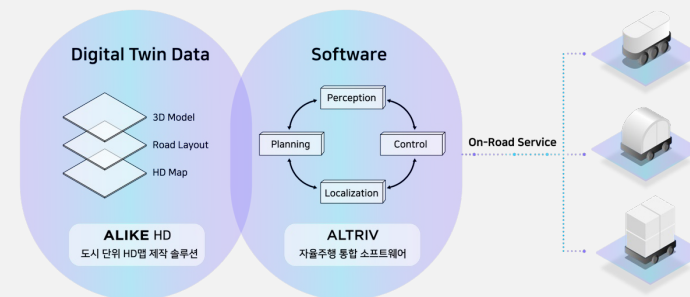 Digital Twin Data
3D Model
Road Layout
HD Map
ALIKE HD
도시 단위 HD맵 제작 솔루션
Software
Perception
Planning
Control
Localization
ALTRIV
자율주행 통합 소프트웨어
On-Road Service